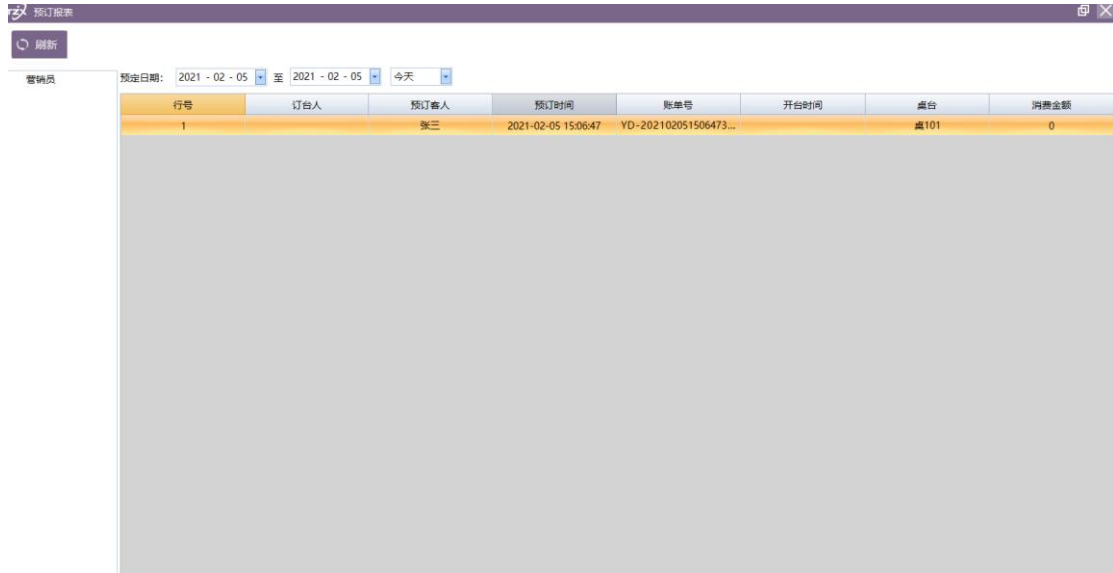 rzx 预订报表
刷新
营销员
预定日期: 2021 - 02 - 05 至 2021 - 02 - 05 今天
行号 订台人 预订客人 预订时间 账单号 开台时间 桌台 消费金额
1 张三 2021-02-05 15:06:47 YD-202102051506473... 桌101 0